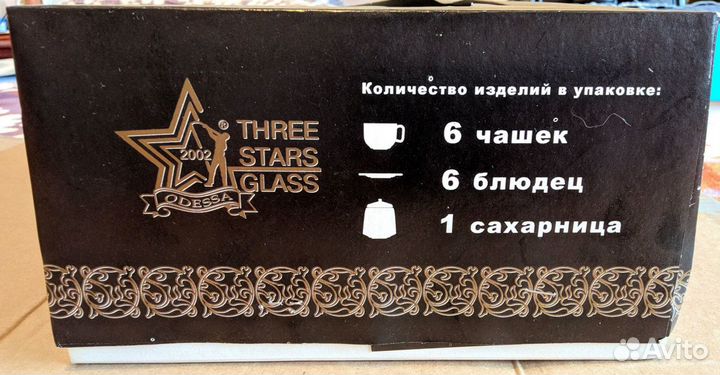 Количество изделий в упаковке:
2002
®
THREE
STARS
GLASS
ODESSA
6 чашек
6 блюдец
1 сахарница
Avito